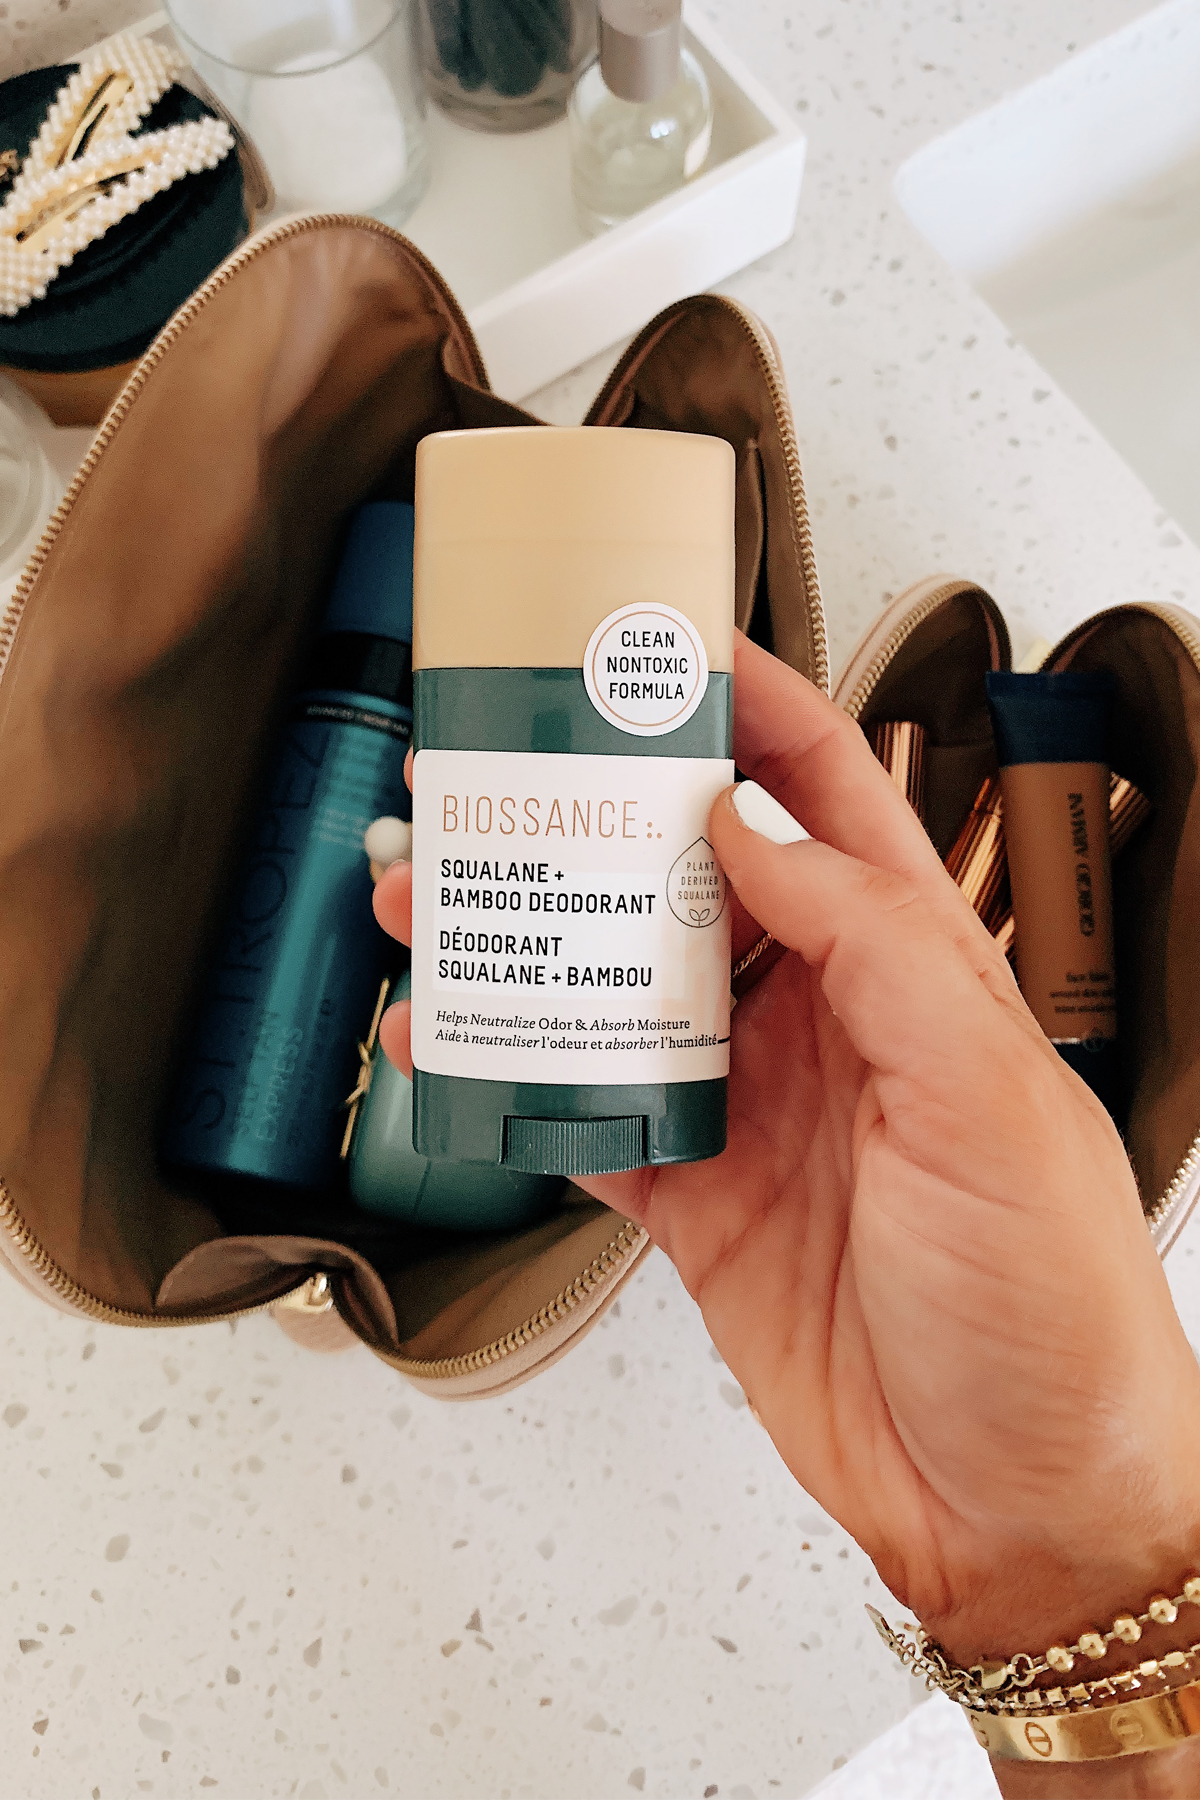 CLEAN
NONTOXIC
FORMULA
BIOSSANCE:.
SQUALANE +
BAMBOO DEODORANT
DÉODORANT
SQUALANE + BAMBOU
PLANT
DERIVED
SQUALANE
Helps Neutralize Odor & Absorb Moisture
Aide à neutraliser l'odeur et absorber l'humidité
ST. TROPEZ
SELF TAN
EXPRESS
GIORGIO ARMANI